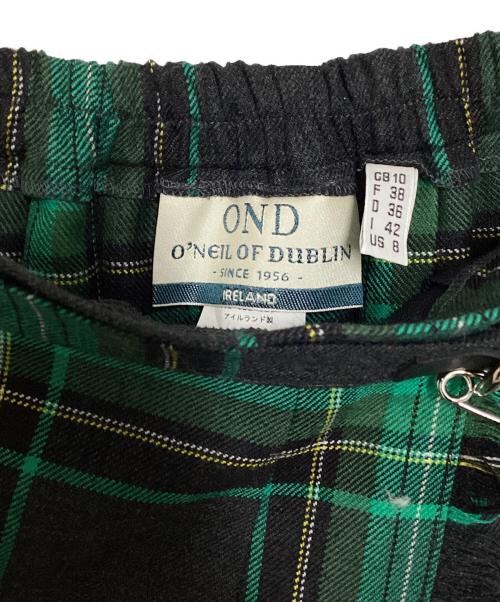 OND
O'NEIL OF DUBLIN
- SINCE 1956 -
IRELAND
アイルランド製
GB 10
F 38
D 36
I 42
US 8